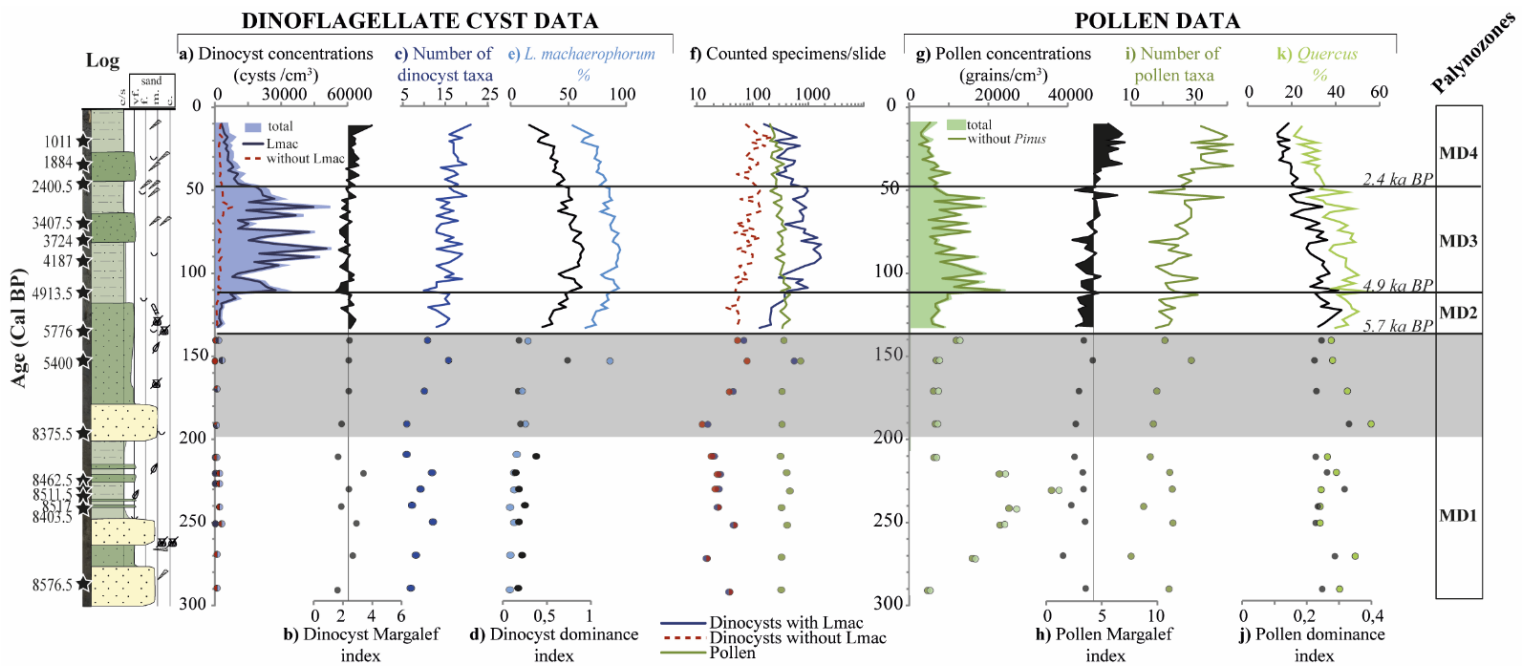 DINOFLAGELLATE CYST DATA
POLLEN DATA
Log
a) Dinocyst concentrations
(cysts /cm³)
c) Number of
dinocyst taxa
e) L. machaerophorum
%
f) Counted specimens/slide
g) Pollen concentrations
(grains/cm³)
i) Number of
pollen taxa
k) Quercus
%
Palynozones
sand
c/s
vf.
f.
m.
c.
0 30000 60000
5 15 25
0 50 100
10 100 1000
0 20000 40000
10 30
0 20 40 60
Age (Cal BP)
1011
1884
2400.5
3407.5
3724
4187
4913.5
5776
5400
8375.5
8462.5
8511.5
8517
8403.5
8576.5
0
50
100
150
200
250
300
total
Lmac
without Lmac
0
50
100
150
200
250
300
total
without Pinus
2.4 ka BP
4.9 ka BP
5.7 ka BP
MD4
MD3
MD2
MD1
0 2 4 6
b) Dinocyst Margalef
index
0 0,5 1
d) Dinocyst dominance
index
Dinocysts with Lmac
Dinocysts without Lmac
Pollen
0 5 10
h) Pollen Margalef
index
0 0,2 0,4
j) Pollen dominance
index